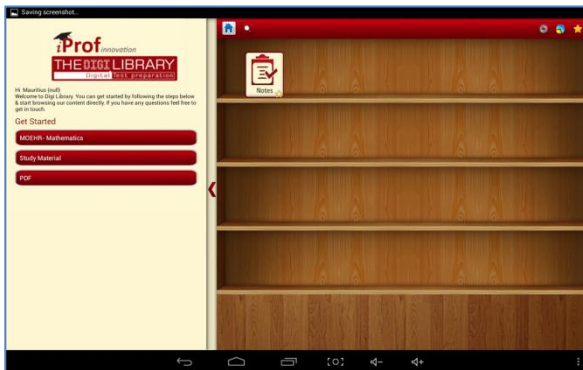 Saving screenshot...
iProf innovation
THE DIGI LIBRARY
Digital Test preparation
Hi Mauritius (null)
Welcome to Digi Library. You can get started by following the steps below
& start browsing our content directly. If you have any questions feel free to
get in touch.
Get Started
MOEHR- Mathematics
Study Material
PDF
Notes